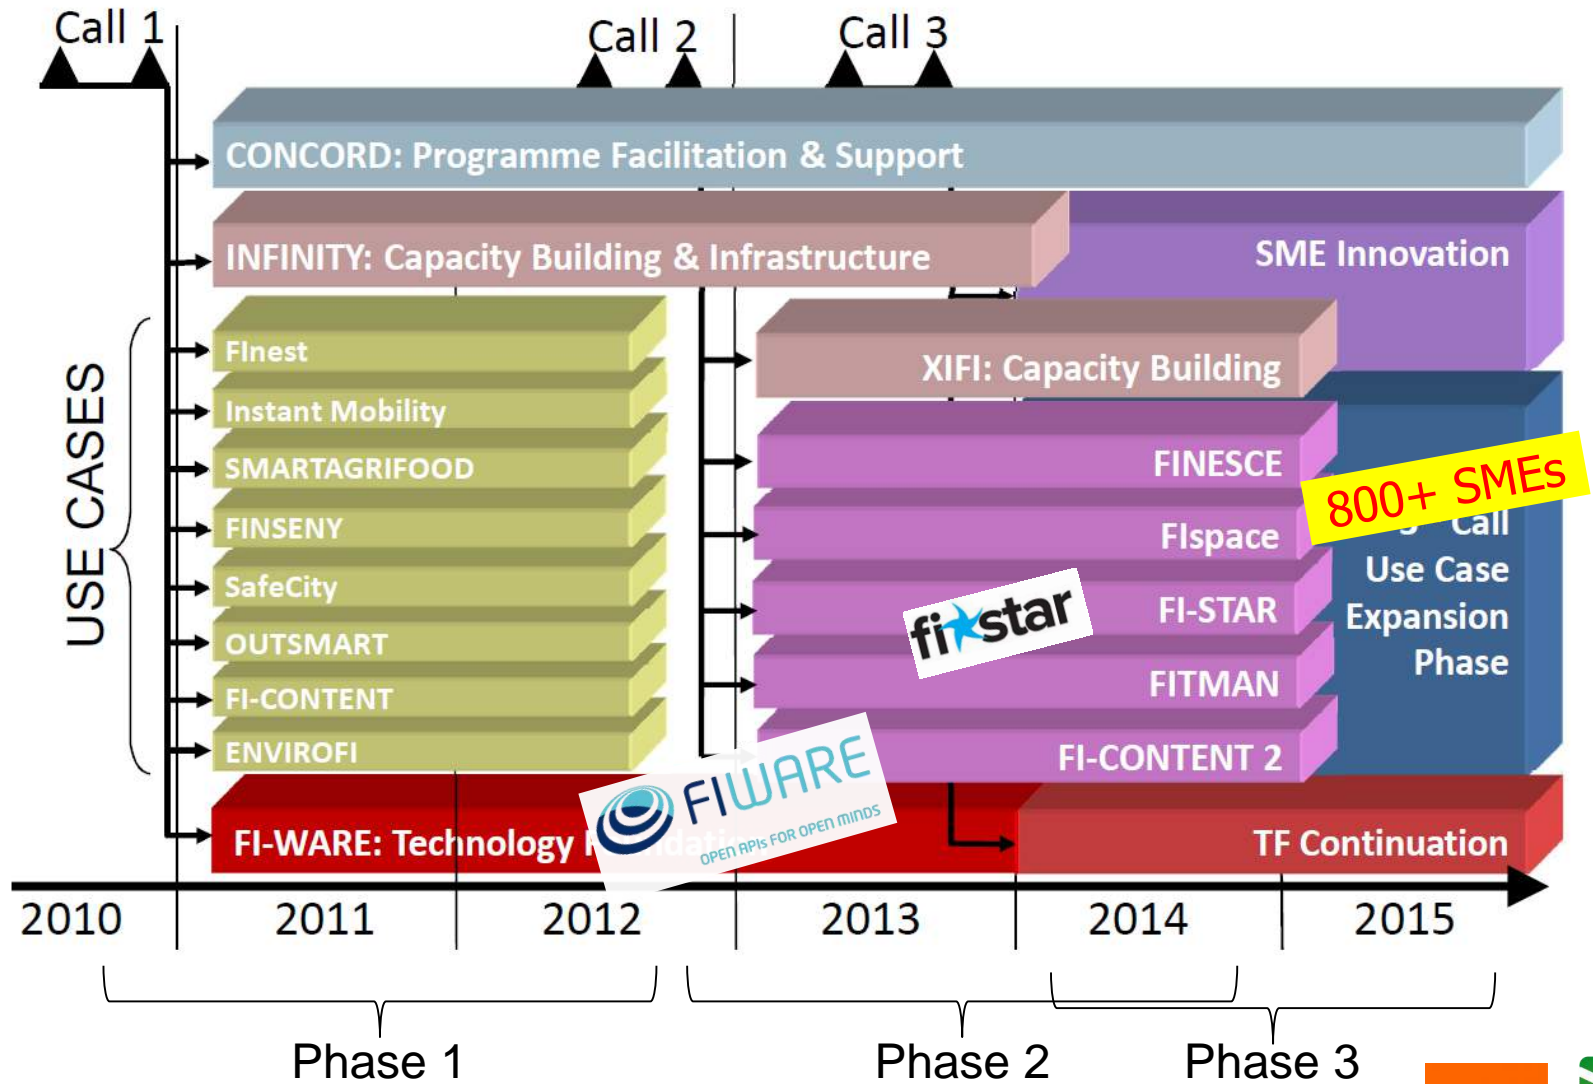 Call 1
Call 2
Call 3
CONCORD: Programme Facilitation & Support
INFINITY: Capacity Building & Infrastructure
SME Innovation
USE CASES
FInest
Instant Mobility
SMARTAGRIFOOD
FINSENY
SafeCity
OUTSMART
FI-CONTENT
ENVIROFI
XIFI: Capacity Building
FINESCE
FIspace
FI-STAR
FITMAN
FI-CONTENT 2
fi star
800+ SMEs
Call
Use Case
Expansion
Phase
FIWARE
OPEN APIs FOR OPEN MINDS
FI-WARE: Technology
TF Continuation
2010
2011
2012
2013
2014
2015
Phase 1
Phase 2
Phase 3